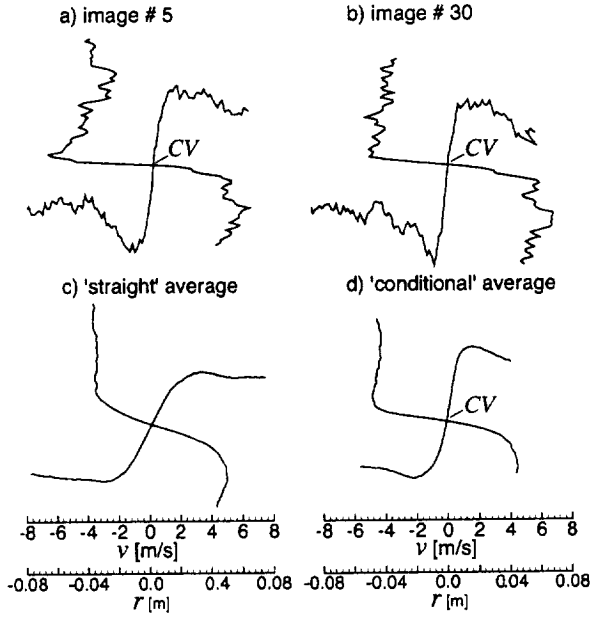 a) image # 5
b) image # 30
CV
CV
c) 'straight' average
d) 'conditional' average
CV
-8 -6 -4 -2 0 2 4 6 8
-8 -6 -4 -2 0 2 4 6 8
v [m/s]
v [m/s]
-0.08 -0.04 0.0 0.4 0.08
-0.08 -0.04 0.0 0.04 0.08
r [m]
r [m]